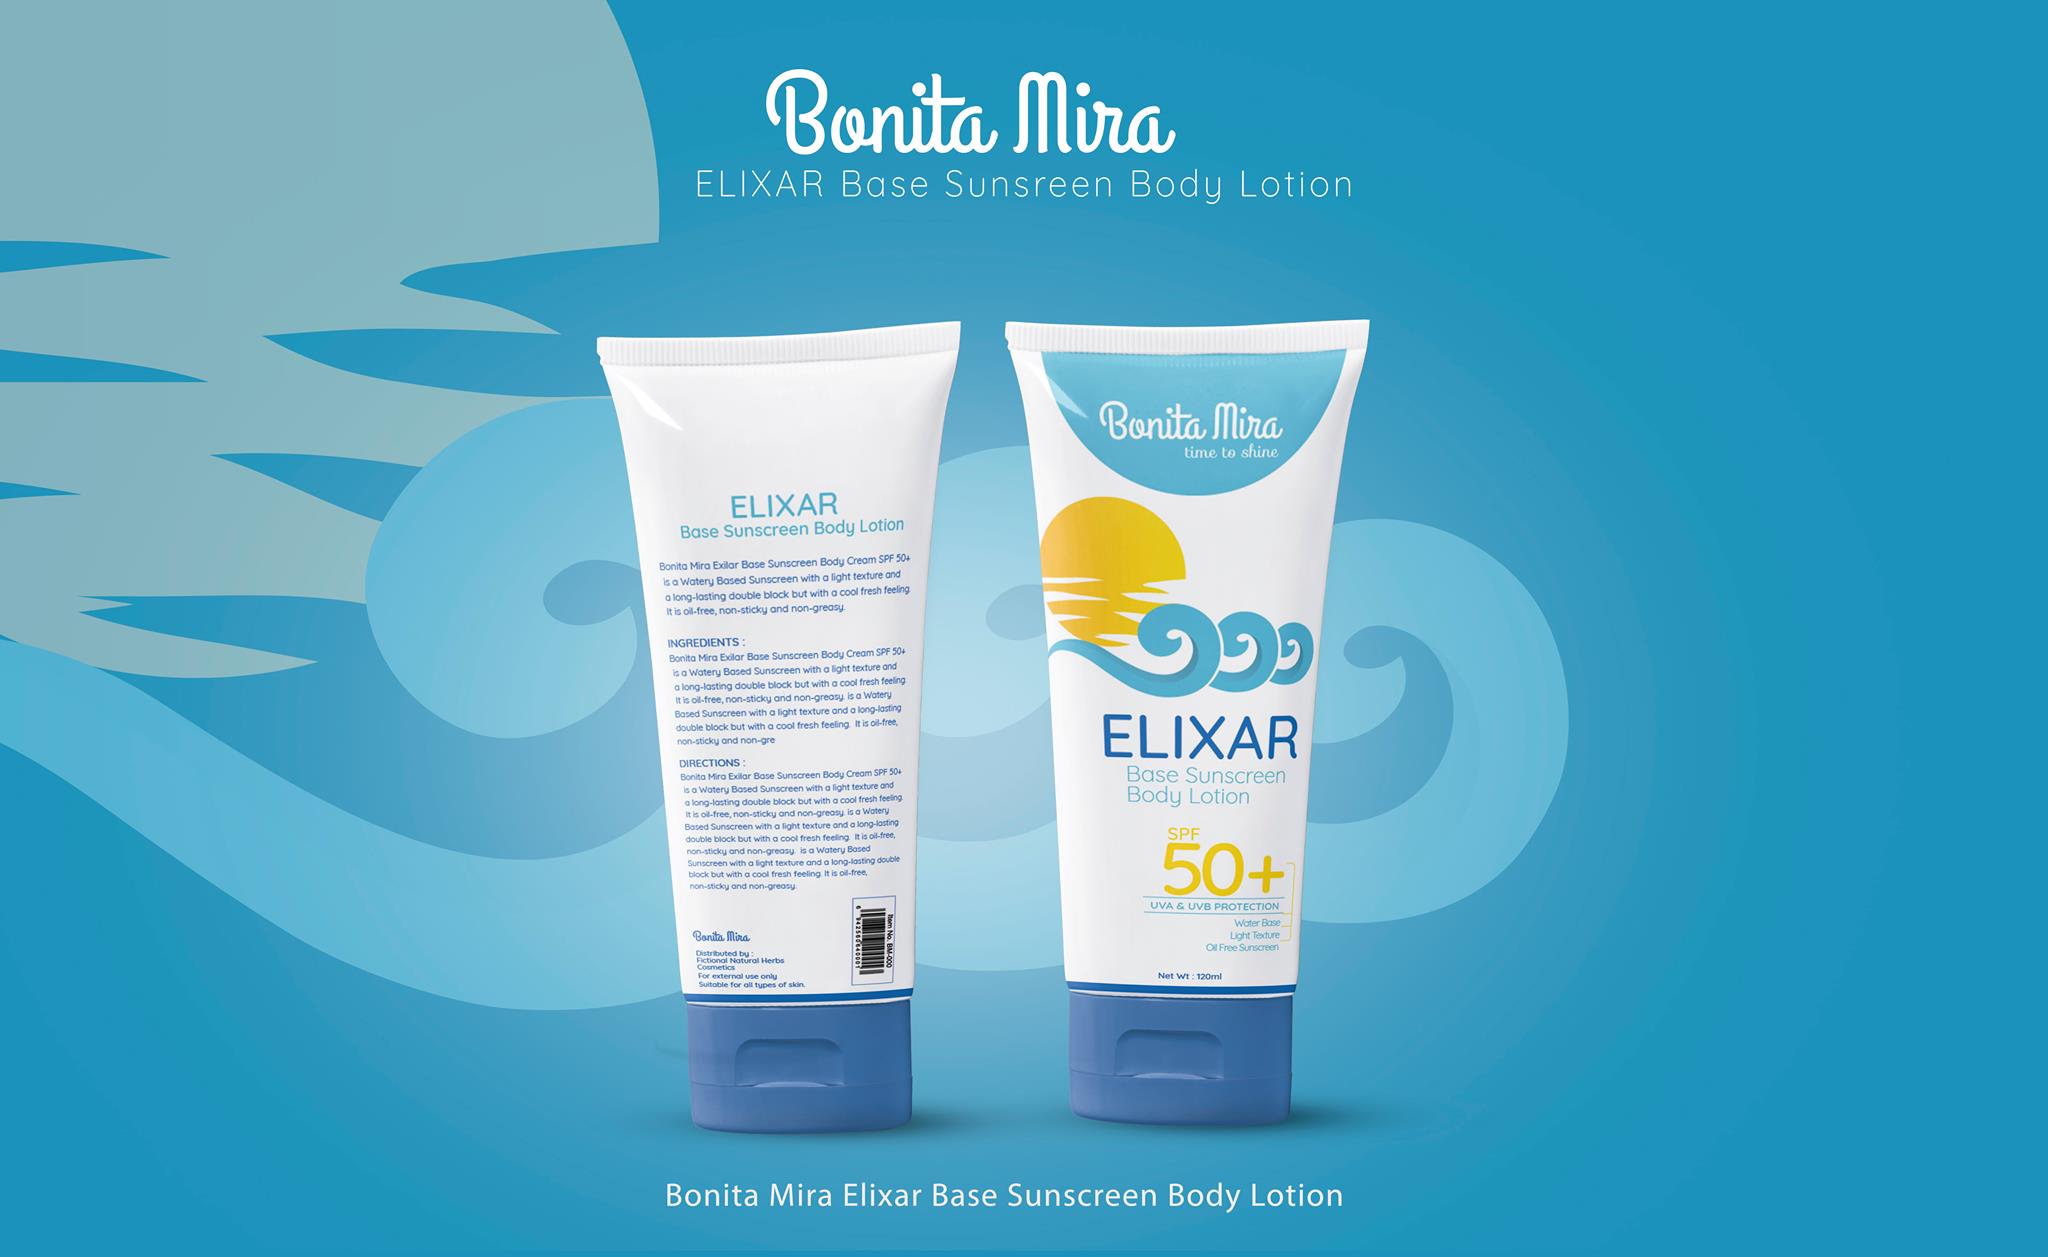 Bonita Mira
ELIXAR Base Sunsreen Body Lotion
ELIXAR
Base Sunscreen Body Lotion
Bonita Mira Exilar Base Sunscreen Body Cream SPF 50+
is a Watery Based Sunscreen with a light texture and
a long-lasting double block but with a cool fresh feeling.
It is oil-free, non-sticky and non-greasy.
INGREDIENTS :
Bonita Mira Exilar Base Sunscreen Body Cream SPF 50+
is a Watery Based Sunscreen with a light texture and
a long-lasting double block but with a cool fresh feeling.
It is oil-free, non-sticky and non-greasy. is a Watery
Based Sunscreen with a light texture and a long-lasting
double block but with a cool fresh feeling. It is oil-free,
non-sticky and non-gre
DIRECTIONS :
Bonita Mira Exilar Base Sunscreen Body Cream SPF 50+
is a Watery Based Sunscreen with a light texture and
a long-lasting double block but with a cool fresh feeling.
It is oil-free, non-sticky and non-greasy. is a Watery
Based Sunscreen with a light texture and a long-lasting
double block but with a cool fresh feeling. It is oil-free,
non-sticky and non-greasy. is a Watery Based
Sunscreen with a light texture and a long-lasting double
block but with a cool fresh feeling. It is oil-free,
non-sticky and non-greasy.
Bonita Mira
Distributed by :
Fictional Natural Herbs
Cosmetics
For external use only
Suitable for all types of skin.
Item No. BM-000
6 942560 640001
Bonita Mira
time to shine
ELIXAR
Base Sunscreen
Body Lotion
SPF
50+
UVA & UVB PROTECTION
Water Base
Light Texture
Oil Free Sunscreen
Net Wt : 120ml
Bonita Mira Elixar Base Sunscreen Body Lotion